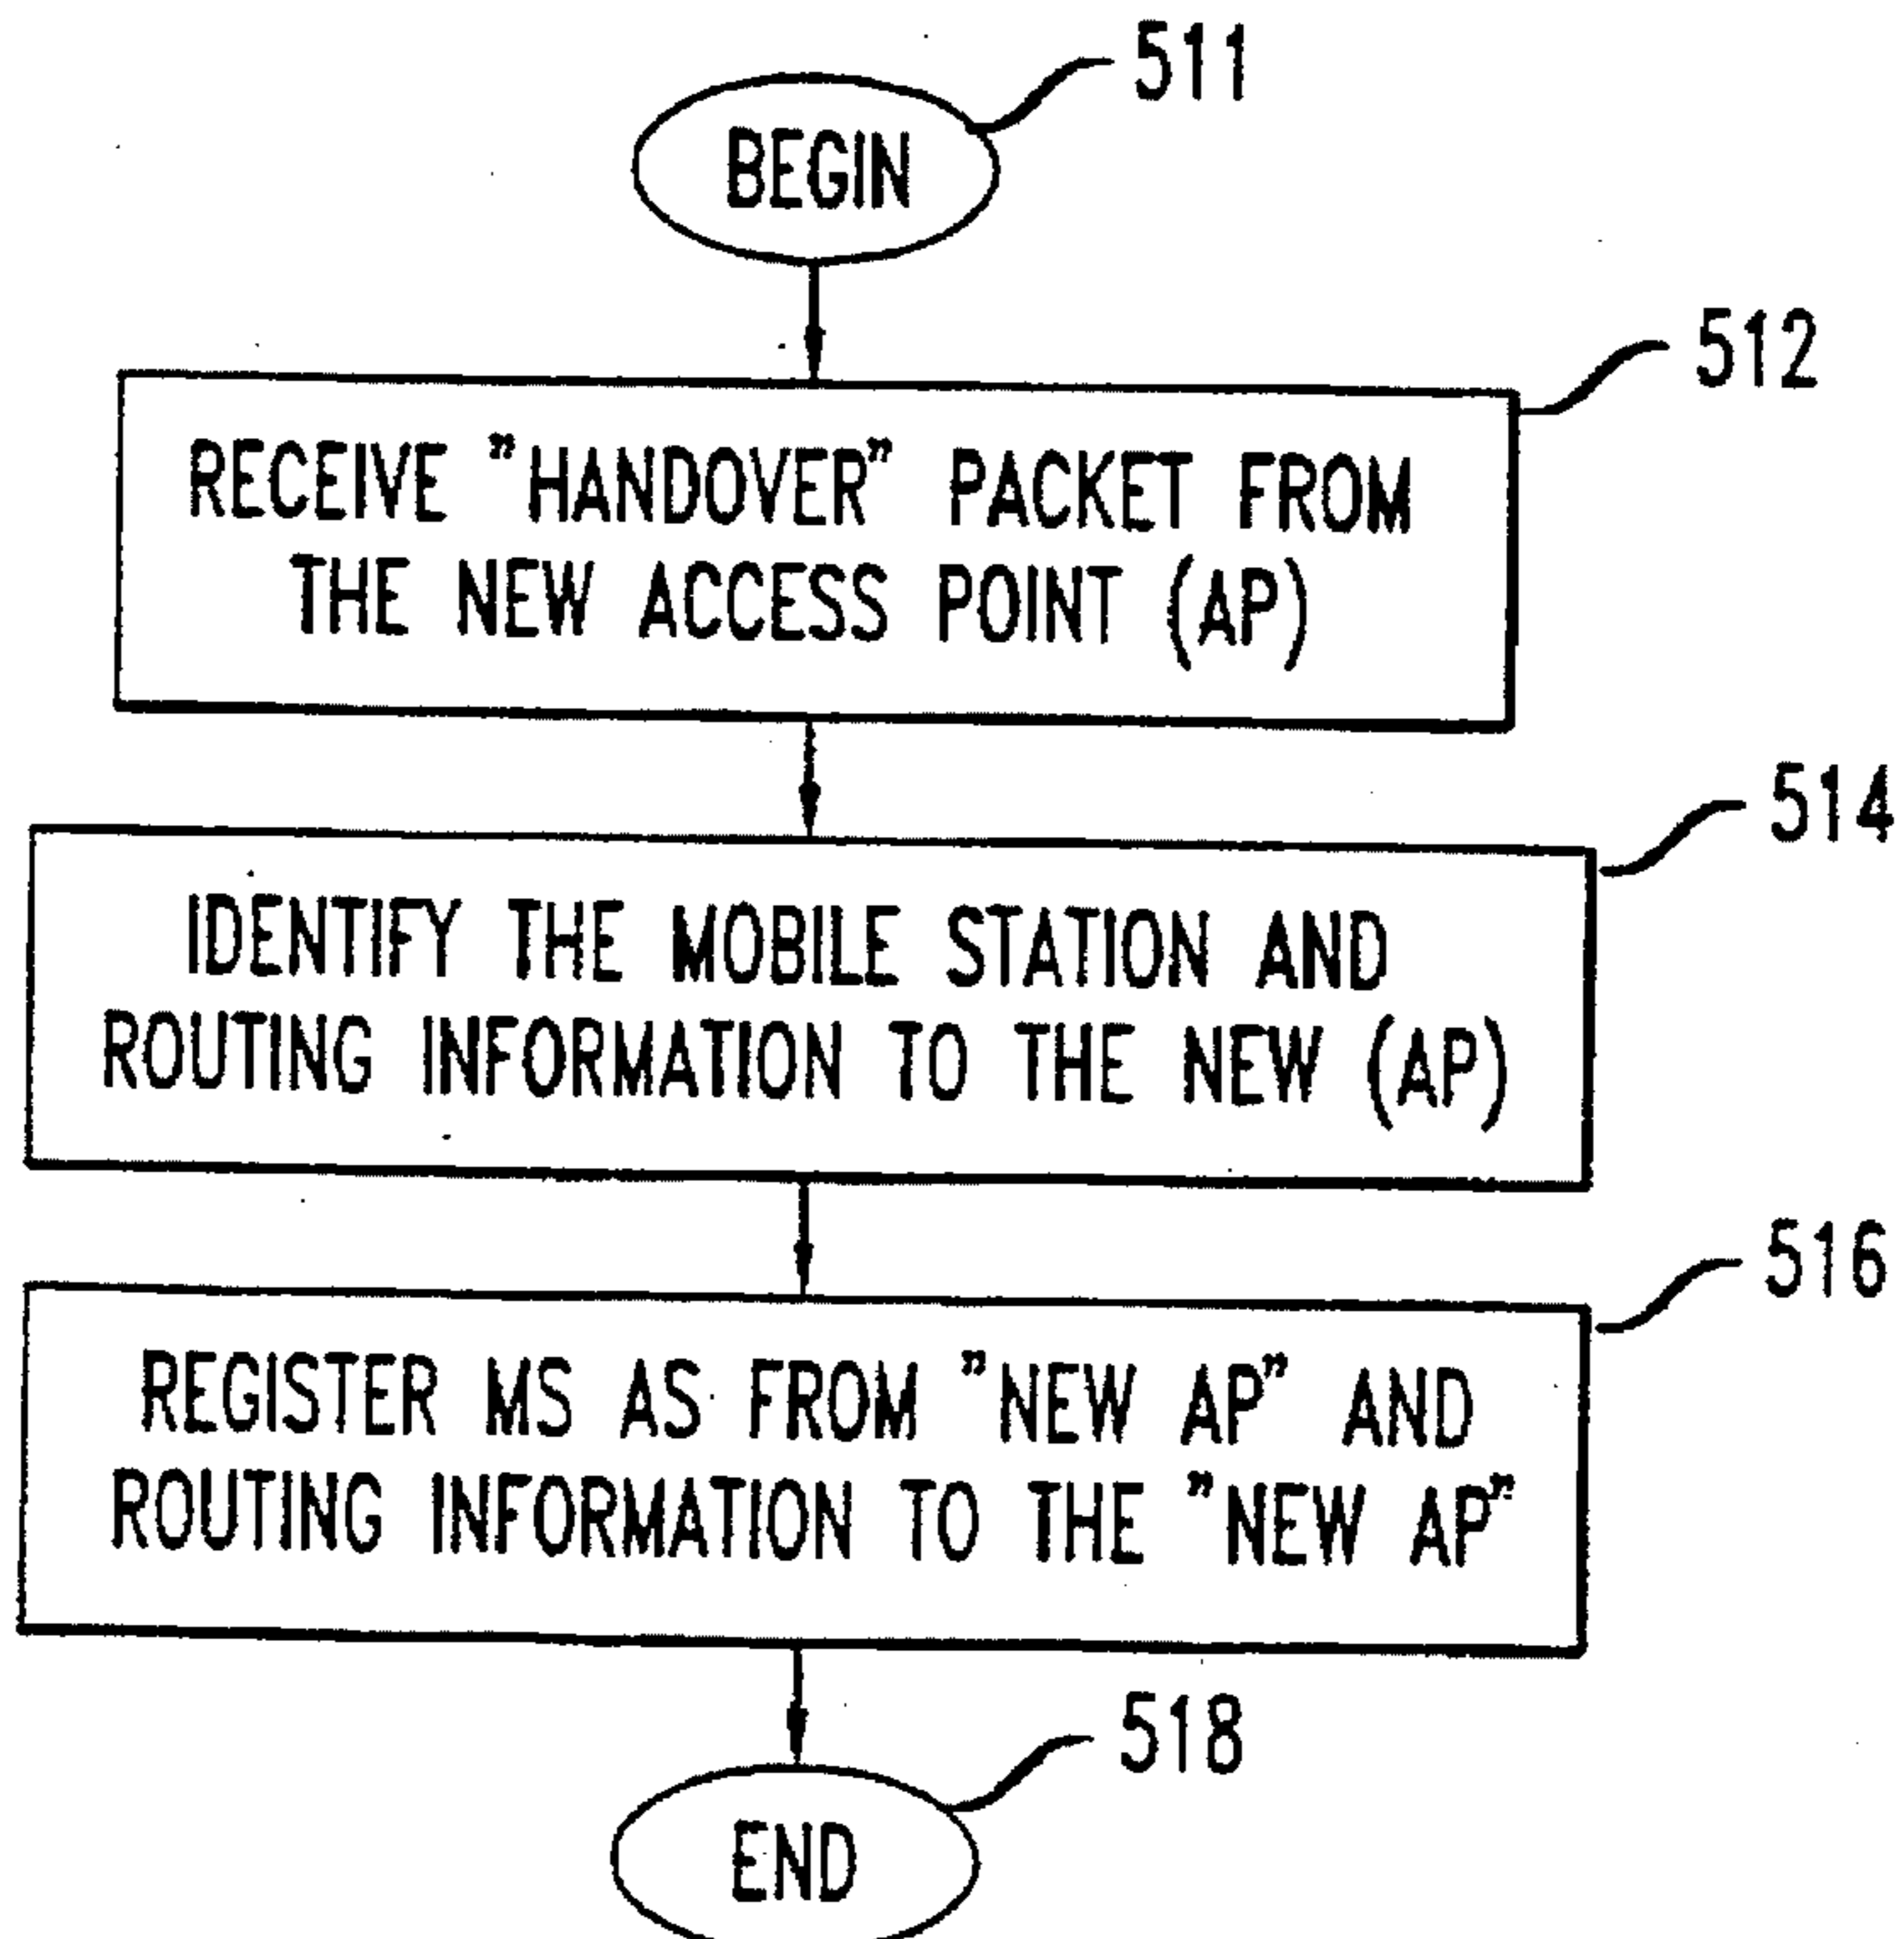 511
BEGIN
512
RECEIVE "HANDOVER" PACKET FROM
THE NEW ACCESS POINT (AP)
514
IDENTIFY THE MOBILE STATION AND
ROUTING INFORMATION TO THE NEW (AP)
516
REGISTER MS AS FROM "NEW AP" AND
ROUTING INFORMATION TO THE "NEW AP"
518
END